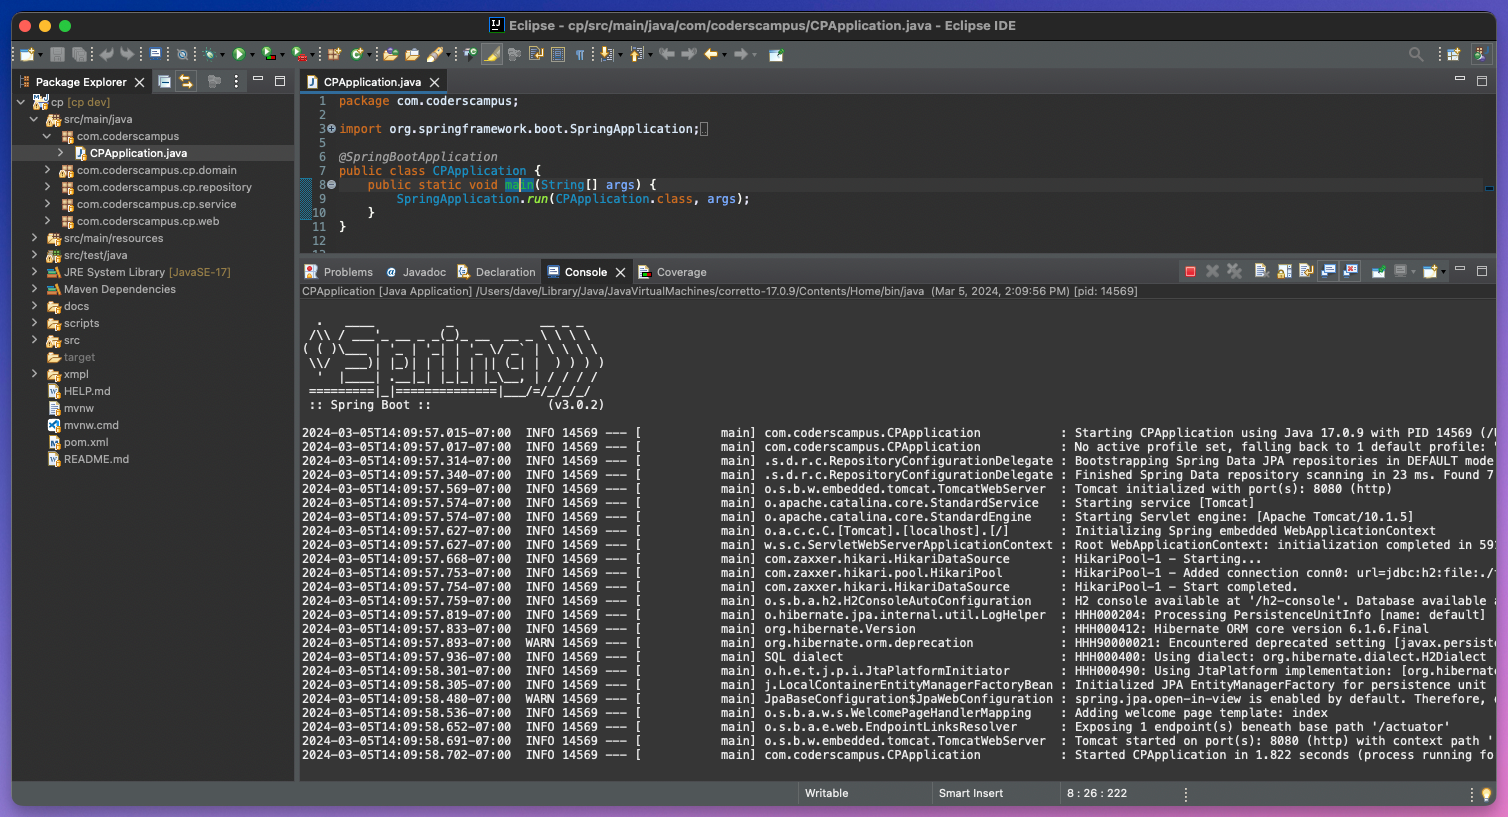 Eclipse - cp/src/main/java/com/coderscampus/CPApplication.java - Eclipse IDE
Package Explorer
cp [cp dev]
src/main/java
com.coderscampus
CPApplication.java
com.coderscampus.cp.domain
com.coderscampus.cp.repository
com.coderscampus.cp.service
com.coderscampus.cp.web
src/main/resources
src/test/java
JRE System Library [JavaSE-17]
Maven Dependencies
docs
scripts
src
target
xmpl
HELP.md
mvnw
mvnw.cmd
pom.xml
README.md
CPApplication.java
1 package com.coderscampus;
2
3 import org.springframework.boot.SpringApplication;
5
6 @SpringBootApplication
7 public class CPApplication {
8 public static void main(String[] args) {
9 SpringApplication.run(CPApplication.class, args);
10 }
11 }
12
Problems Javadoc Declaration Console Coverage
CPApplication [Java Application] /Users/dave/Library/Java/JavaVirtualMachines/corretto-17.0.9/Contents/Home/bin/java (Mar 5, 2024, 2:09:56 PM) [pid: 14569]
  .   ____          _            __ _ _
 /\\ / ___'_ __ _ _(_)_ __  __ _ \ \ \ \
( ( )\___ | '_ | '_| | '_ \/ _` | \ \ \ \
 \\/  ___)| |_)| | | | | || (_| |  ) ) ) )
  '  |____| .__|_| |_|_| |_\__, | / / / /
 =========|_|==============|___/=/_/_/_/
 :: Spring Boot ::                (v3.0.2)
2024-03-05T14:09:57.015-07:00  INFO 14569 --- [           main] com.coderscampus.CPApplication           : Starting CPApplication using Java 17.0.9 with PID 14569 (/U
2024-03-05T14:09:57.017-07:00  INFO 14569 --- [           main] com.coderscampus.CPApplication           : No active profile set, falling back to 1 default profile: "
2024-03-05T14:09:57.314-07:00  INFO 14569 --- [           main] .s.d.r.c.RepositoryConfigurationDelegate : Bootstrapping Spring Data JPA repositories in DEFAULT mode
2024-03-05T14:09:57.340-07:00  INFO 14569 --- [           main] .s.d.r.c.RepositoryConfigurationDelegate : Finished Spring Data repository scanning in 23 ms. Found 7
2024-03-05T14:09:57.569-07:00  INFO 14569 --- [           main] o.s.b.w.embedded.tomcat.TomcatWebServer  : Tomcat initialized with port(s): 8080 (http)
2024-03-05T14:09:57.574-07:00  INFO 14569 --- [           main] o.apache.catalina.core.StandardService   : Starting service [Tomcat]
2024-03-05T14:09:57.574-07:00  INFO 14569 --- [           main] o.apache.catalina.core.StandardEngine    : Starting Servlet engine: [Apache Tomcat/10.1.5]
2024-03-05T14:09:57.627-07:00  INFO 14569 --- [           main] o.a.c.c.C.[Tomcat].[localhost].[/]       : Initializing Spring embedded WebApplicationContext
2024-03-05T14:09:57.627-07:00  INFO 14569 --- [           main] w.s.c.ServletWebServerApplicationContext : Root WebApplicationContext: initialization completed in 59
2024-03-05T14:09:57.668-07:00  INFO 14569 --- [           main] com.zaxxer.hikari.HikariDataSource       : HikariPool-1 - Starting...
2024-03-05T14:09:57.753-07:00  INFO 14569 --- [           main] com.zaxxer.hikari.pool.HikariPool        : HikariPool-1 - Added connection conn0: url=jdbc:h2:file:./
2024-03-05T14:09:57.754-07:00  INFO 14569 --- [           main] com.zaxxer.hikari.HikariDataSource       : HikariPool-1 - Start completed.
2024-03-05T14:09:57.759-07:00  INFO 14569 --- [           main] o.s.b.a.h2.H2ConsoleAutoConfiguration    : H2 console available at '/h2-console'. Database available a
2024-03-05T14:09:57.819-07:00  INFO 14569 --- [           main] o.hibernate.jpa.internal.util.LogHelper  : HHH000204: Processing PersistenceUnitInfo [name: default]
2024-03-05T14:09:57.833-07:00  INFO 14569 --- [           main] org.hibernate.Version                    : HHH000412: Hibernate ORM core version 6.1.6.Final
2024-03-05T14:09:57.893-07:00  WARN 14569 --- [           main] org.hibernate.orm.deprecation            : HHH90000021: Encountered deprecated setting [javax.persiste
2024-03-05T14:09:57.936-07:00  INFO 14569 --- [           main] SQL dialect                              : HHH000400: Using dialect: org.hibernate.dialect.H2Dialect
2024-03-05T14:09:58.301-07:00  INFO 14569 --- [           main] o.h.e.t.j.p.i.JtaPlatformInitiator       : HHH000490: Using JtaPlatform implementation: [org.hibernate
2024-03-05T14:09:58.305-07:00  INFO 14569 --- [           main] j.LocalContainerEntityManagerFactoryBean : Initialized JPA EntityManagerFactory for persistence unit
2024-03-05T14:09:58.480-07:00  WARN 14569 --- [           main] JpaBaseConfiguration$JpaWebConfiguration : spring.jpa.open-in-view is enabled by default. Therefore,
2024-03-05T14:09:58.536-07:00  INFO 14569 --- [           main] o.s.b.a.w.s.WelcomePageHandlerMapping    : Adding welcome page template: index
2024-03-05T14:09:58.652-07:00  INFO 14569 --- [           main] o.s.b.a.e.web.EndpointLinksResolver      : Exposing 1 endpoint(s) beneath base path '/actuator'
2024-03-05T14:09:58.691-07:00  INFO 14569 --- [           main] o.s.b.w.embedded.tomcat.TomcatWebServer  : Tomcat started on port(s): 8080 (http) with context path '
2024-03-05T14:09:58.702-07:00  INFO 14569 --- [           main] com.coderscampus.CPApplication           : Started CPApplication in 1.822 seconds (process running fo
Writable Smart Insert 8 : 26 : 222